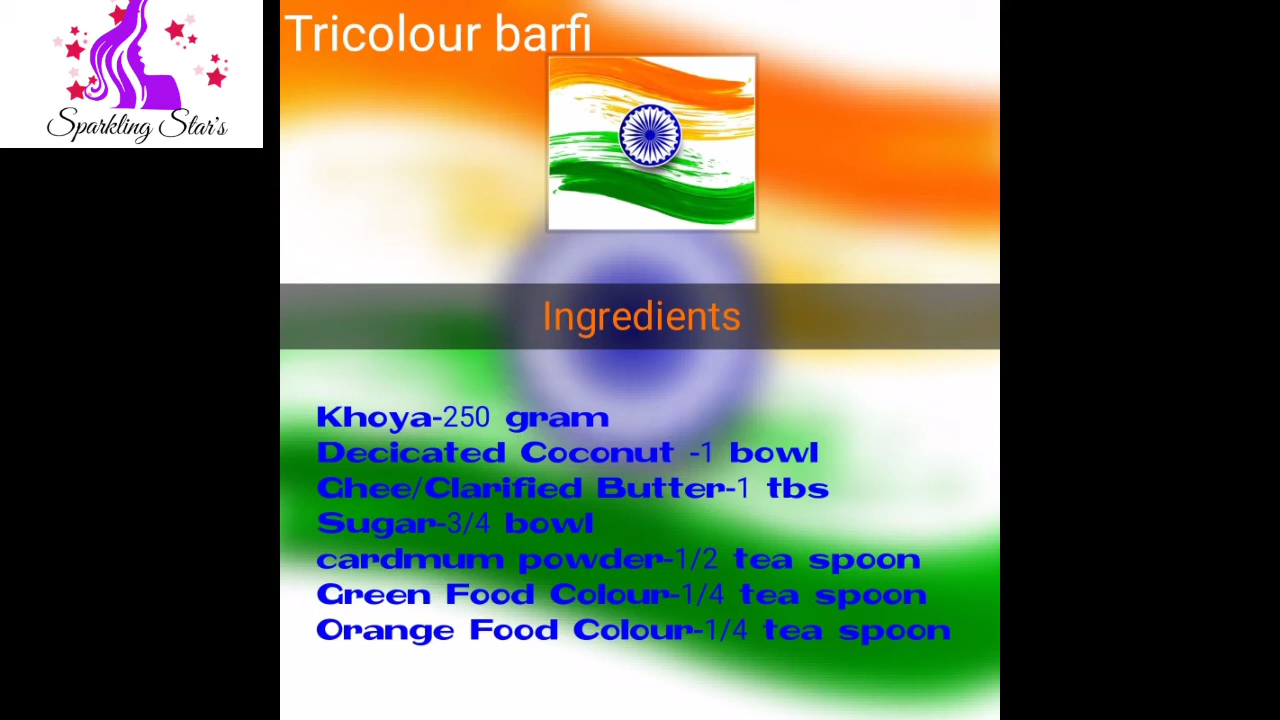 Tricolour barfi
Sparkling Star's
Ingredients
Khoya-250 gram
Decicated Coconut -1 bowl
Ghee/Clarified Butter-1 tbs
Sugar-3/4 bowl
cardmum powder-1/2 tea spoon
Green Food Colour-1/4 tea spoon
Orange Food Colour-1/4 tea spoon